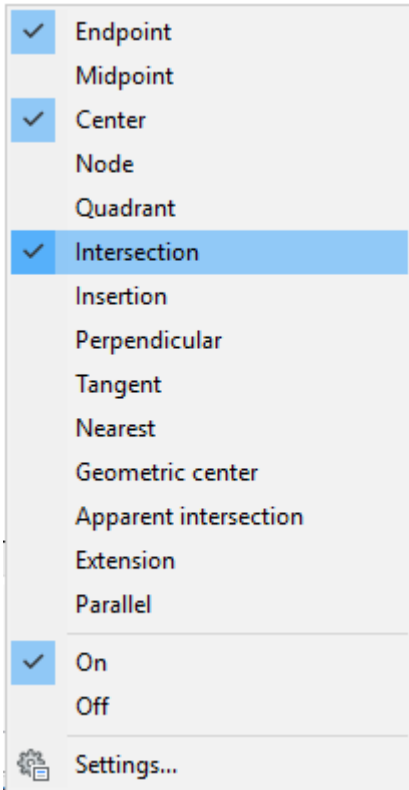 Endpoint
Midpoint
Center
Node
Quadrant
Intersection
Insertion
Perpendicular
Tangent
Nearest
Geometric center
Apparent intersection
Extension
Parallel
On
Off
Settings...